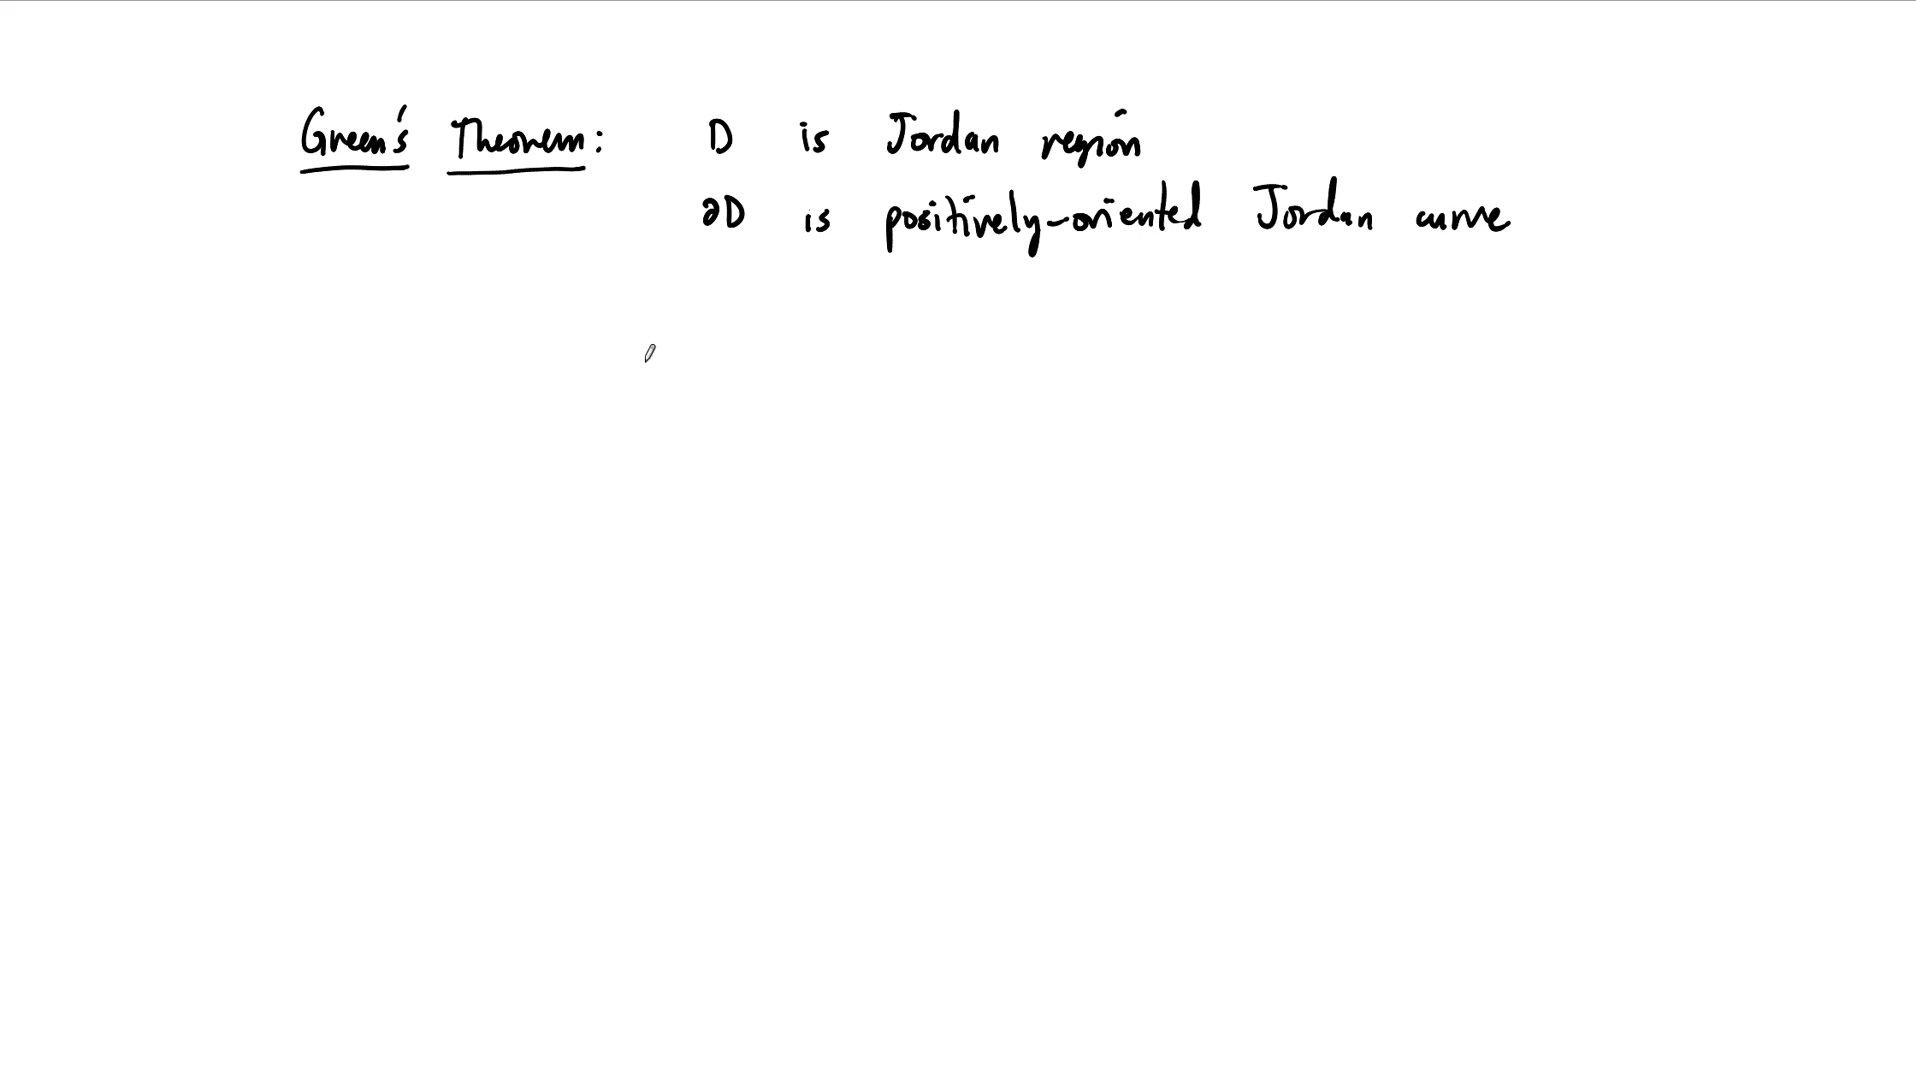 Green's Theorem: D is Jordan region
∂D is positively-oriented Jordan curve